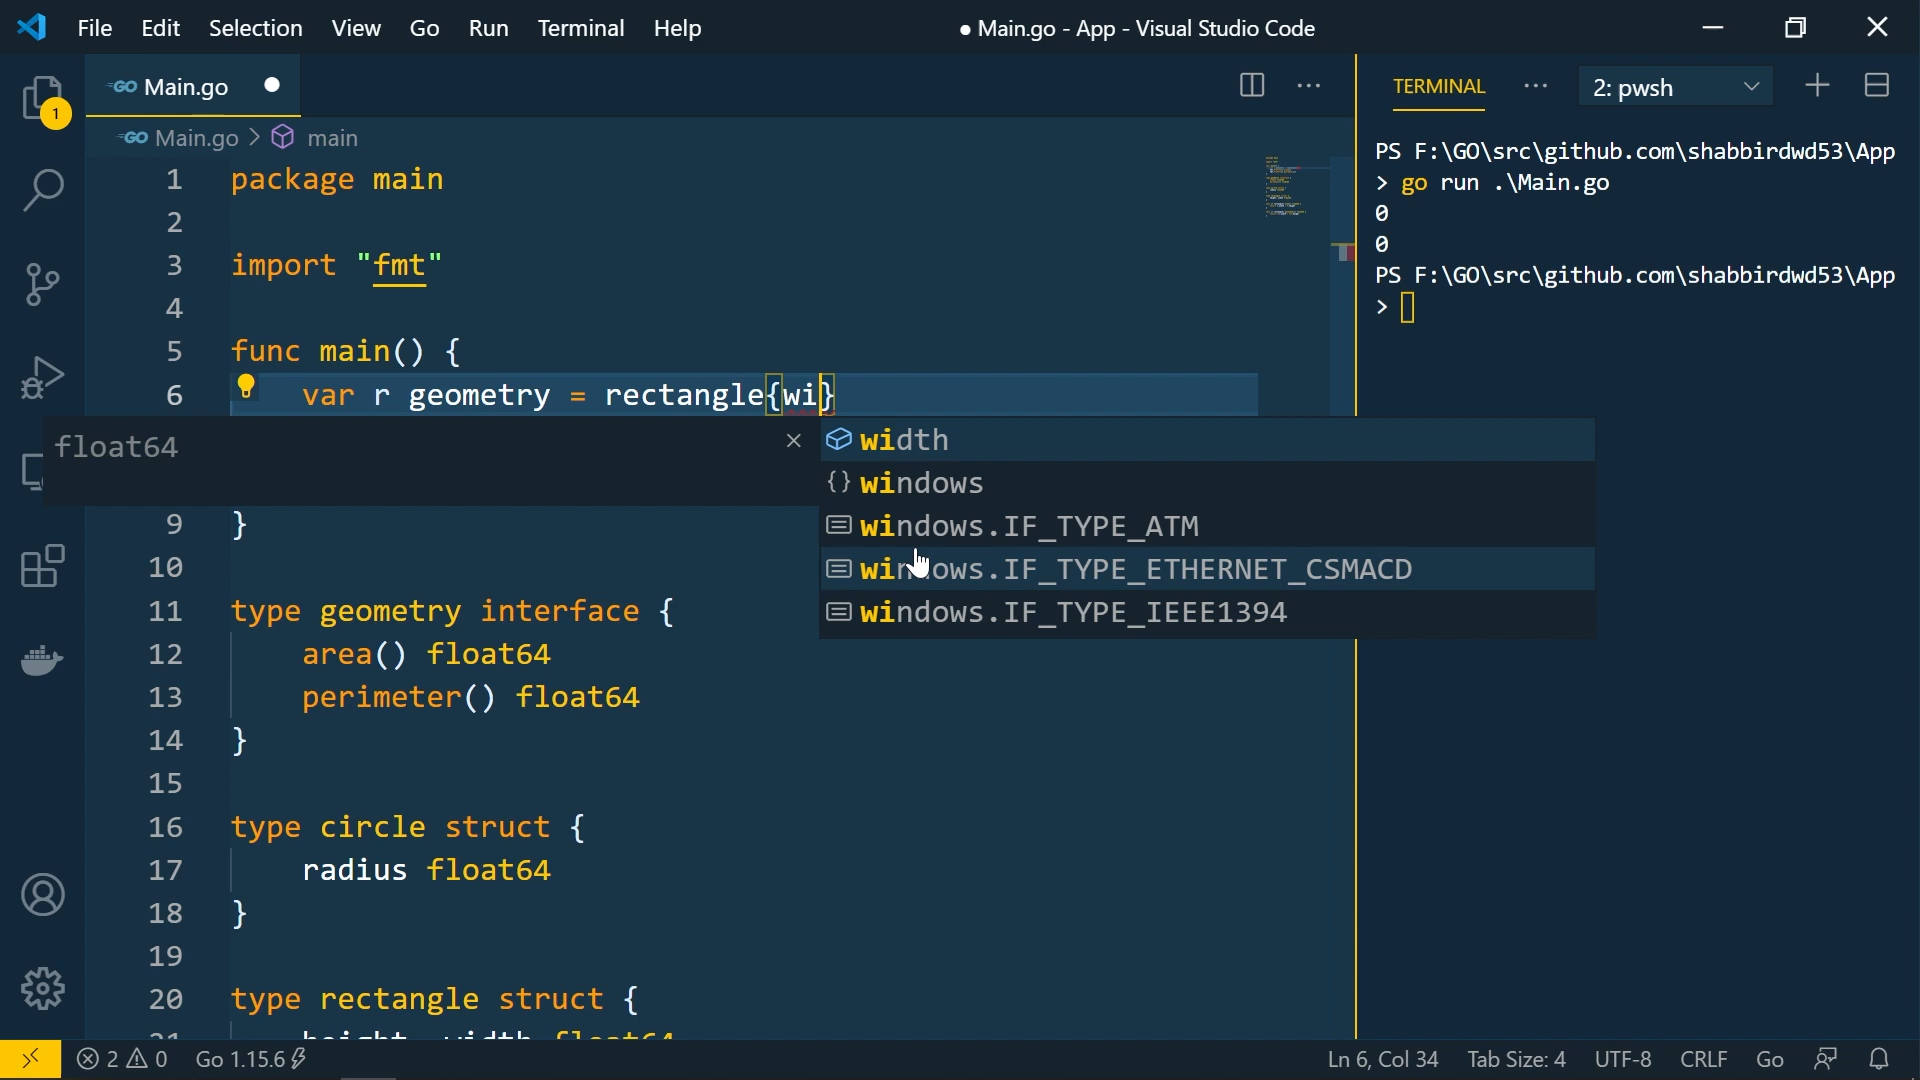 File Edit Selection View Go Run Terminal Help ● Main.go - App - Visual Studio Code
Main.go
TERMINAL ··· 2: pwsh
1
Main.go > main
1 package main
2
3 import "fmt"
4
5 func main() {
6 var r geometry = rectangle{wi}
float64
width
windows
windows.IF_TYPE_ATM
windows.IF_TYPE_ETHERNET_CSMACD
windows.IF_TYPE_IEEE1394
9 }
10
11 type geometry interface {
12 area() float64
13 perimeter() float64
14 }
15
16 type circle struct {
17 radius float64
18 }
19
20 type rectangle struct {
21 height, width float64
PS F:\GO\src\github.com\shabbirdwd53\App
> go run .\Main.go
0
0
PS F:\GO\src\github.com\shabbirdwd53\App
>
2 0 Go 1.15.6 Ln 6, Col 34 Tab Size: 4 UTF-8 CRLF Go